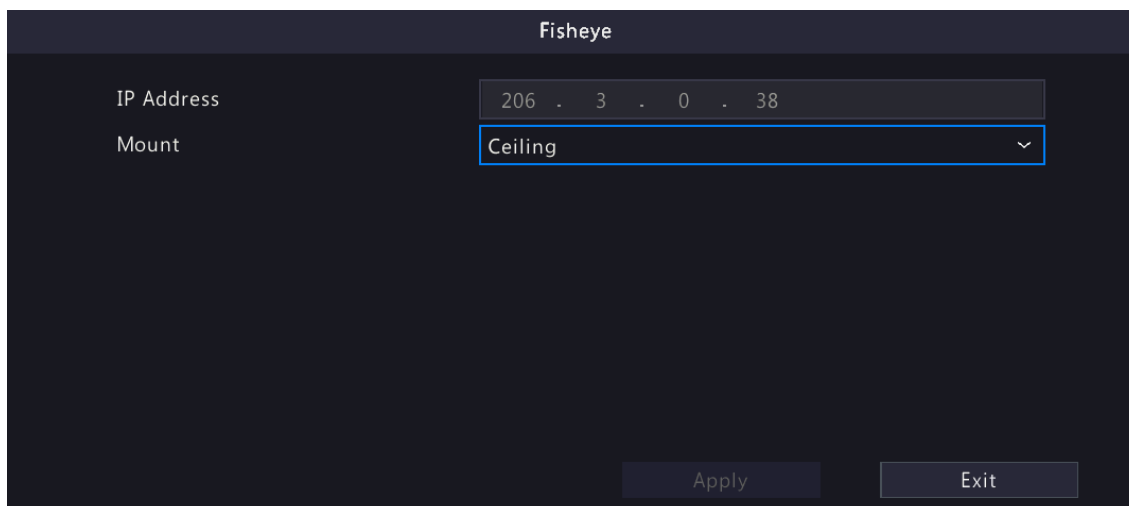 Fisheye
IP Address 206 . 3 . 0 . 38
Mount Ceiling
Apply Exit